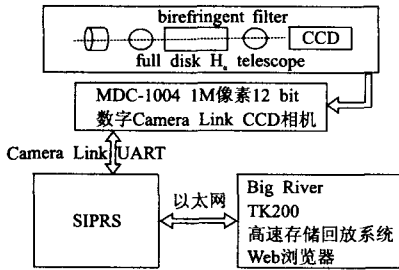 birefringent filter
CCD
full disk Hα telescope
MDC-1004 1M像素12 bit
数字Camera Link CCD相机
Camera Link UART
以太网
SIPRS
Big River
TK200
高速存储回放系统
Web浏览器